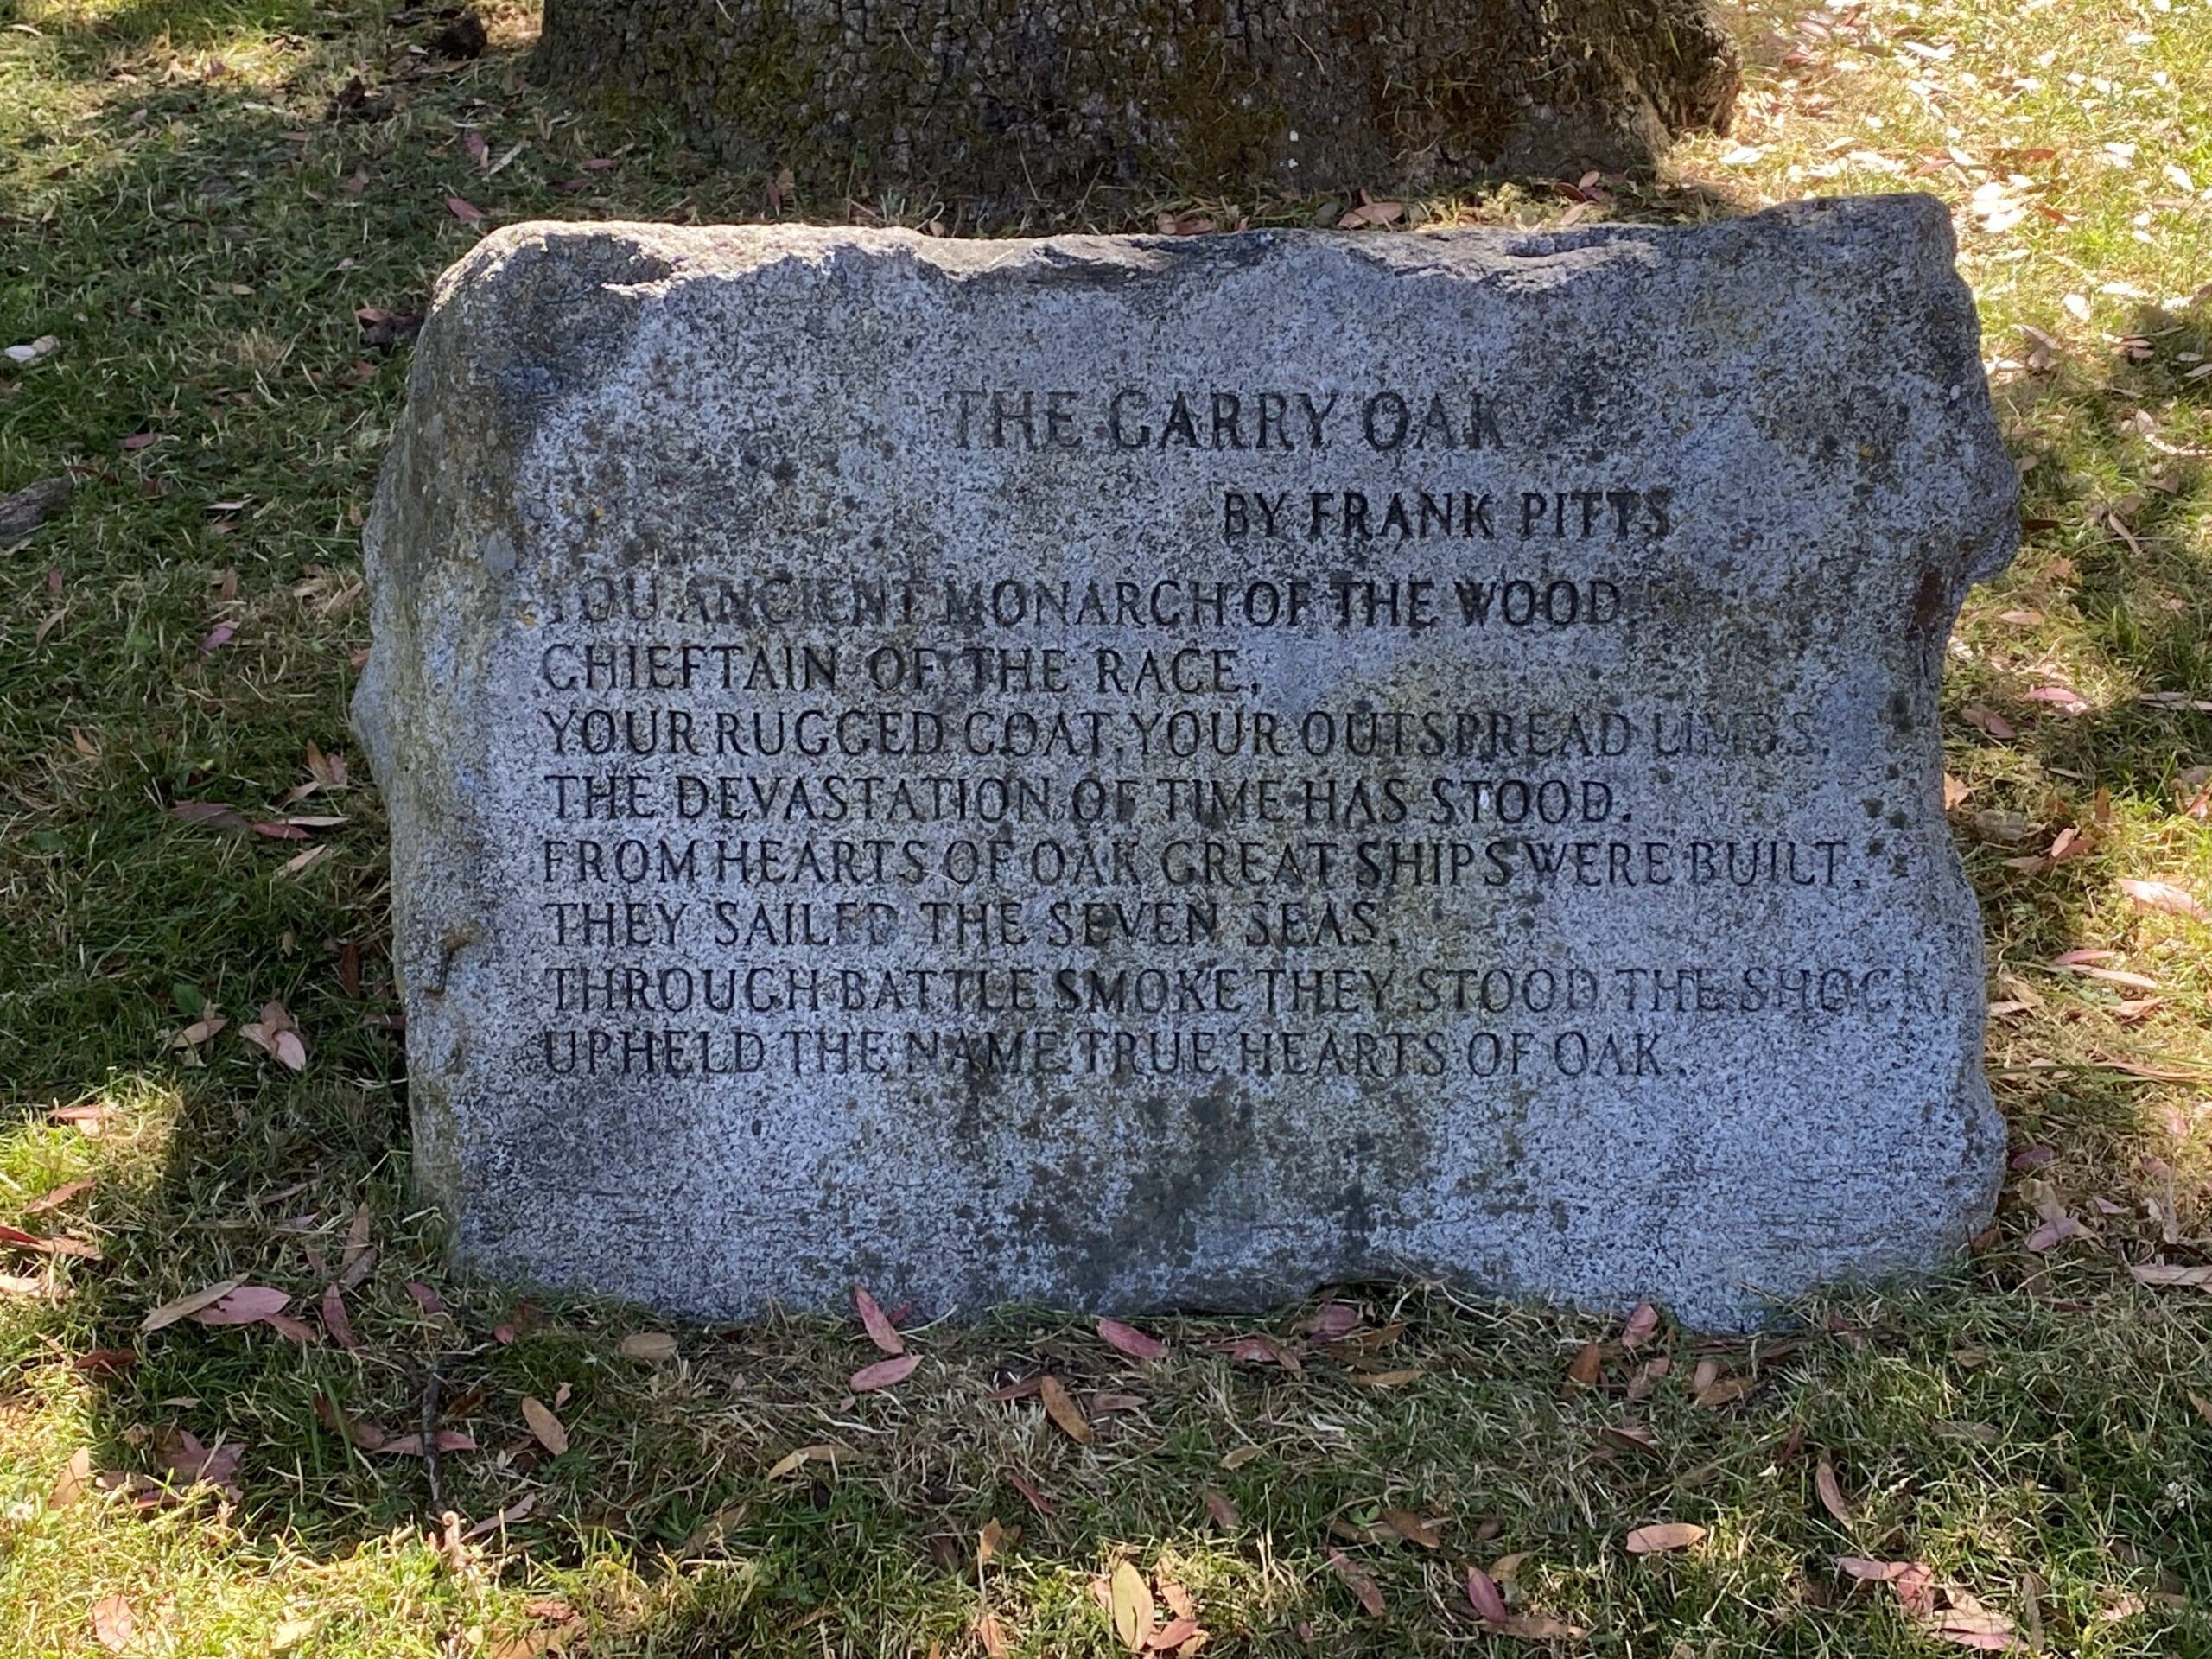 THE GARRY OAK
BY FRANK PITTS
YOU ANCIENT MONARCH OF THE WOOD
CHIEFTAIN OF THE RACE,
YOUR RUGGED COAT, YOUR OUTSPREAD LIMBS,
THE DEVASTATION OF TIME HAS STOOD.
FROM HEARTS OF OAK GREAT SHIPS WERE BUILT,
THEY SAILED THE SEVEN SEAS,
THROUGH BATTLE SMOKE THEY STOOD THE SHOCK
UPHELD THE NAME TRUE HEARTS OF OAK.